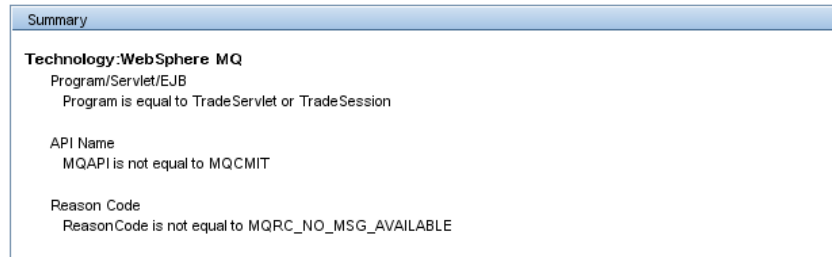 Summary
Technology:WebSphere MQ
Program/Servlet/EJB
Program is equal to TradeServlet or TradeSession
API Name
MQAPI is not equal to MQCMIT
Reason Code
ReasonCode is not equal to MQRC_NO_MSG_AVAILABLE